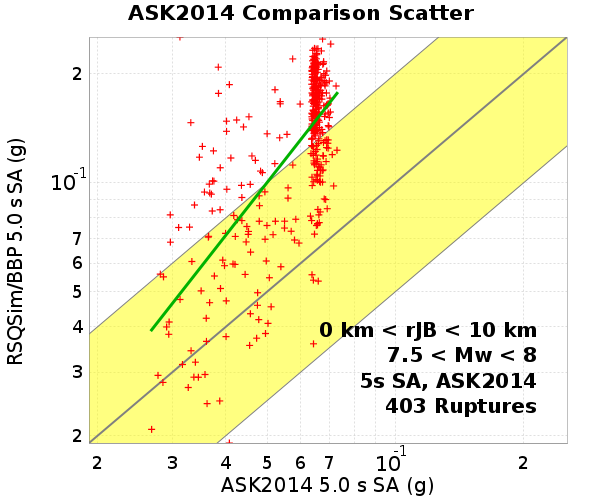 ASK2014 Comparison Scatter
RSQSim/BBP 5.0 s SA (g)
2
10⁻¹
7
6
5
4
3
2
0 km < rJB < 10 km
7.5 < Mw < 8
5s SA, ASK2014
403 Ruptures
2 3 4 5 6 7 10⁻¹ 2
ASK2014 5.0 s SA (g)